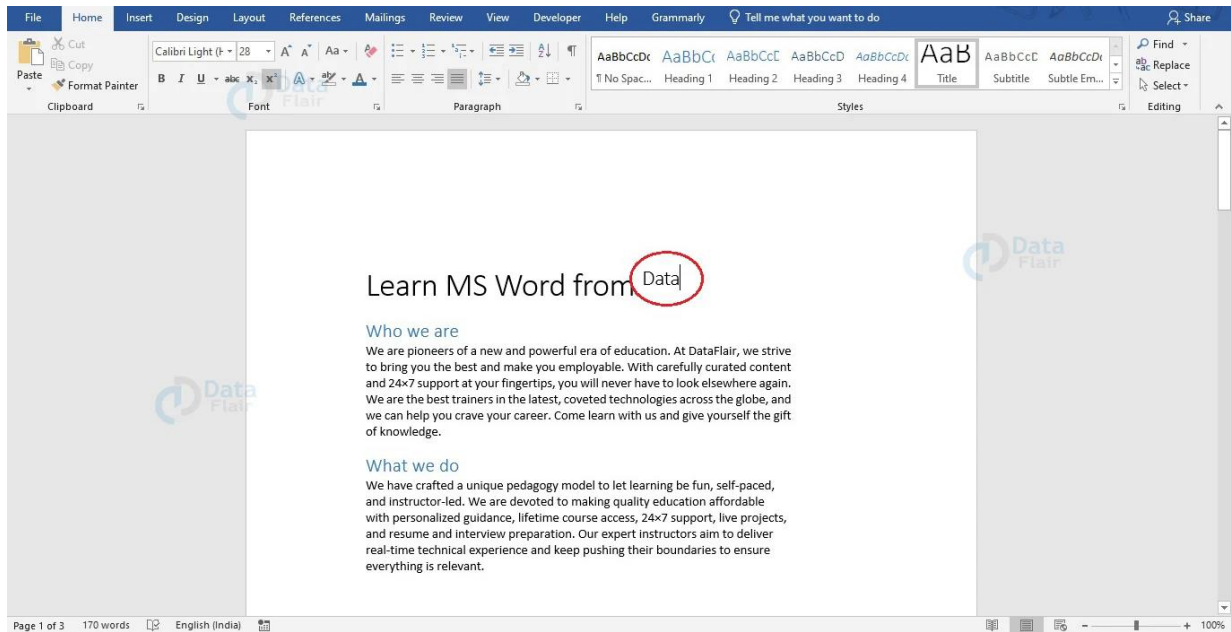 File Home Insert Design Layout References Mailings Review View Developer Help Grammarly Tell me what you want to do Share
Cut
Copy
Paste
Format Painter
Clipboard
Calibri Light (H 28 A A Aa
B I U abc X₂ X² A aby A
Font
Paragraph
AaBbCcDc AaBbC AaBbCcC AaBbCcD AaBbCcDc AaB AaBbCcC AaBbCcDc
¶ No Spac... Heading 1 Heading 2 Heading 3 Heading 4 Title Subtitle Subtle Em...
Styles
Find
Replace
Select
Editing
Data
Flair
Learn MS Word from Data
Data
Flair
Who we are
We are pioneers of a new and powerful era of education. At DataFlair, we strive
to bring you the best and make you employable. With carefully curated content
and 24×7 support at your fingertips, you will never have to look elsewhere again.
We are the best trainers in the latest, coveted technologies across the globe, and
we can help you crave your career. Come learn with us and give yourself the gift
of knowledge.
Data
Flair
What we do
We have crafted a unique pedagogy model to let learning be fun, self-paced,
and instructor-led. We are devoted to making quality education affordable
with personalized guidance, lifetime course access, 24×7 support, live projects,
and resume and interview preparation. Our expert instructors aim to deliver
real-time technical experience and keep pushing their boundaries to ensure
everything is relevant.
Page 1 of 3 170 words English (India) 100%